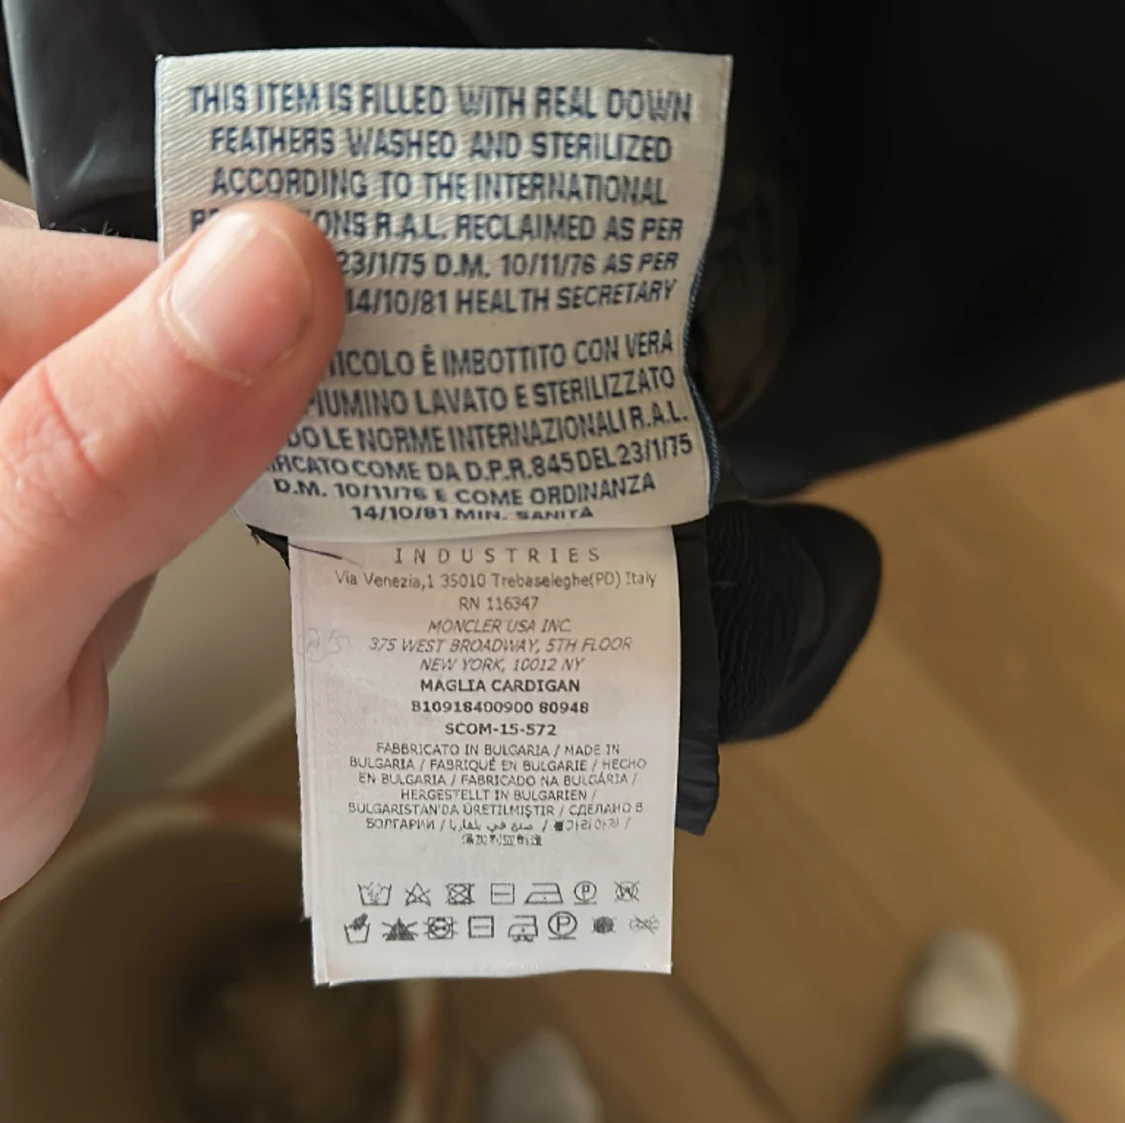 THIS ITEM IS FILLED WITH REAL DOWN
FEATHERS WASHED AND STERILIZED
ACCORDING TO THE INTERNATIONAL
R.A.L. RECLAIMED AS PER
23/1/75 D.M. 10/11/76 AS PER
14/10/81 HEALTH SECRETARY
È IMBOTTITO CON VERA
PIUMINO LAVATO E STERILIZZATO
LE NORME INTERNAZIONALI R.A.L.
COME DA D.P.R.845 DEL 23/1/75
D.M. 10/11/76 E COME ORDINANZA
14/10/81 MIN. SANITÀ
INDUSTRIES
Via Venezia,1 35010 Trebaseleghe(PD) Italy
RN 116347
MONCLER USA INC.
375 WEST BROADWAY, 5TH FLOOR
NEW YORK, 10012 NY
MAGLIA CARDIGAN
B10918400900 80948
SCOM-15-572
FABBRICATO IN BULGARIA / MADE IN
BULGARIA / FABRIQUÉ EN BULGARIE / HECHO
EN BULGARIA / FABRICADO NA BULGÁRIA /
HERGESTELLT IN BULGARIEN /
BULGARISTAN'DA ÜRETILMIŞTIR / СДЕЛАНО В
БОЛГАРИИ / صنع في بلغاريا /
P
W
P